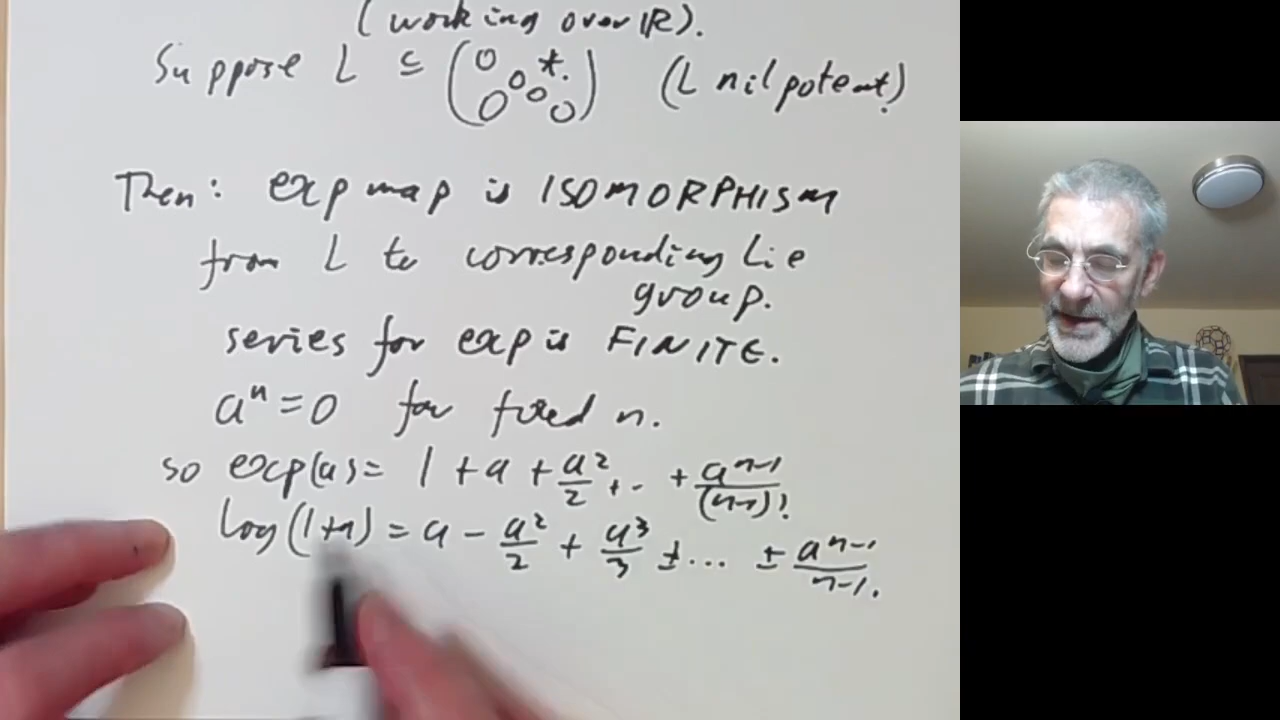 (working over ℝ).
Suppose L ⊆ (0 *. 0 0 0 0) (L nilpotent).
Then: exp map is ISOMORPHISM
from L to corresponding Lie
group.
series for exp is FINITE.
aⁿ = 0 for fixed n.
so exp(a) = 1 + a + a²/2 + .. + aⁿ⁻¹/(n-1)!
log(1+a) = a - a²/2 + a³/3 ± ... ± aⁿ⁻¹/n-1.